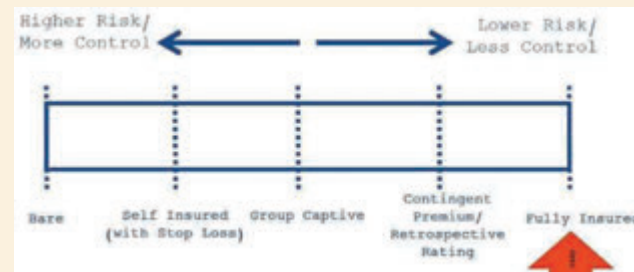 Higher Risk/
More Control
Lower Risk/
Less Control
Bare
Self Insured
(with Stop Loss)
Group Captive
Contingent
Premium/
Retrospective
Rating
Fully Insured